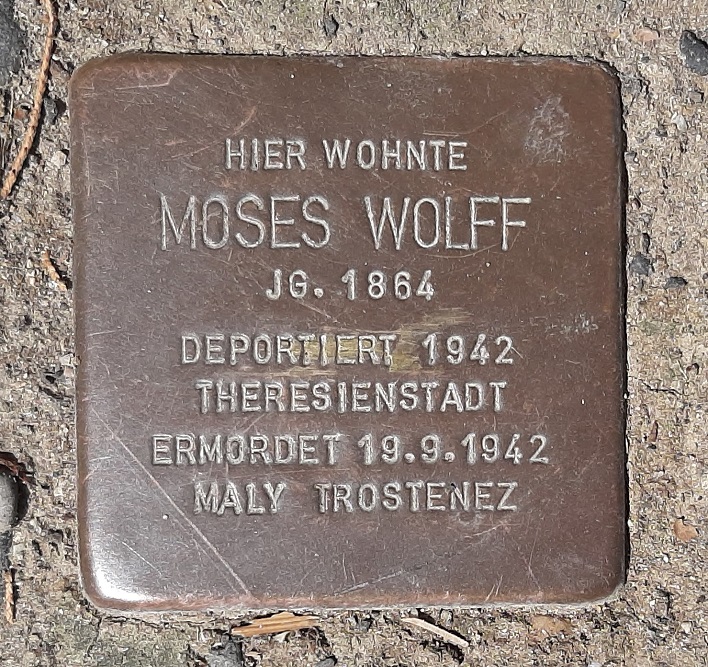 HIER WOHNTE
MOSES WOLFF
JG. 1864
DEPORTIERT 1942
THERESIENSTADT
ERMORDET 19.9.1942
MALY TROSTENEZ